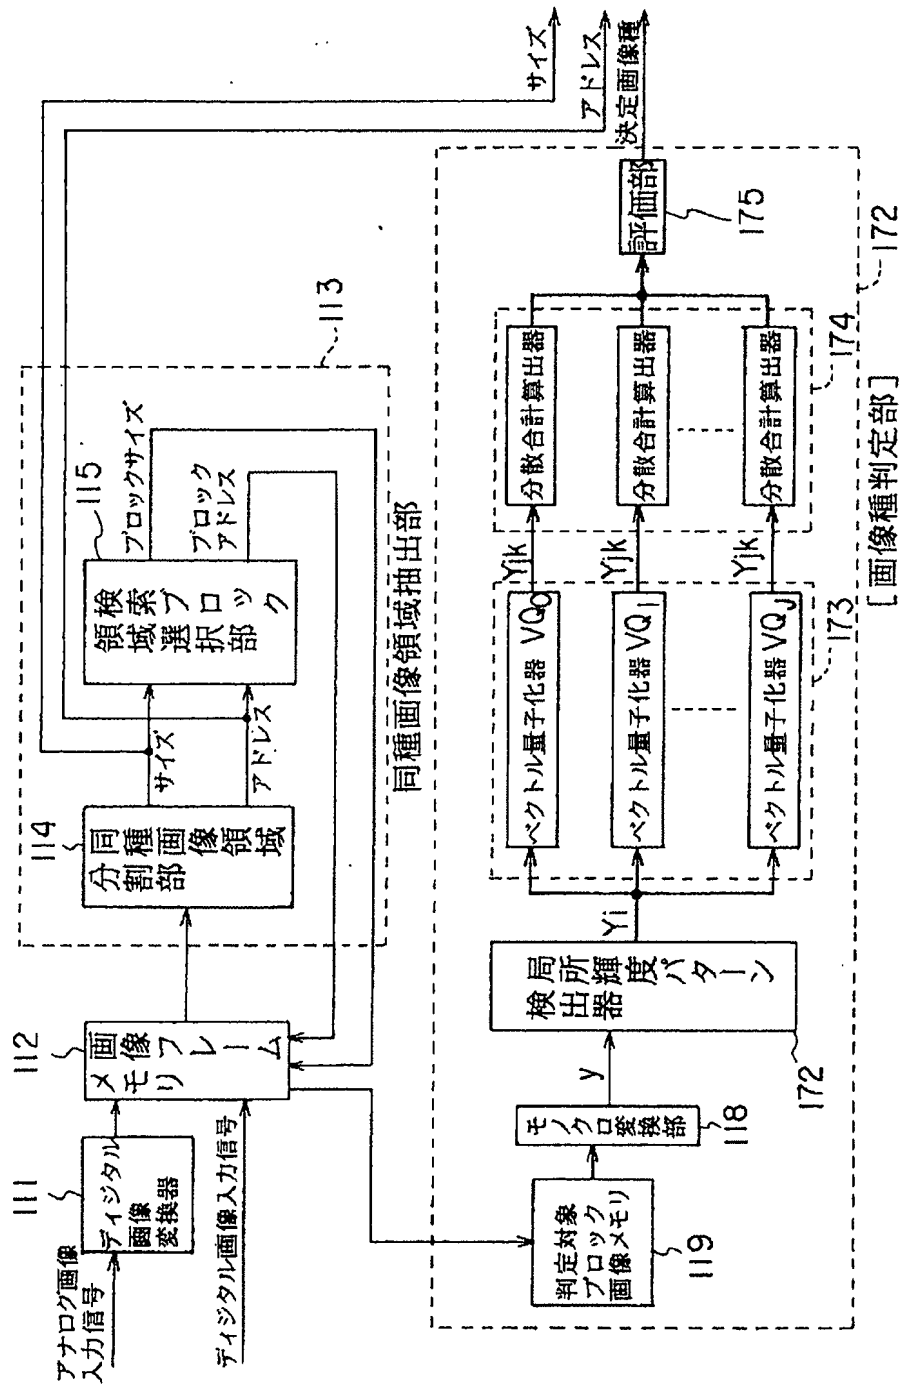 アナログ画像
入力信号
111
ディジタル
画像
変換器
ディジタル画像入力信号
112
画像フレーム
メモリ
114
同種画像領域
分割部
サイズ
アドレス
115
領検索ブロック
域選択部
ブロックサイズ
ブロック
アドレス
113
同種画像領域抽出部
サイズ
アドレス
決定画像種
判定対象
ブロック
画像メモリ
119
モノクロ変換部
118
y
局所輝度パターン
検出器
172
Yi
ベクトル量子化器 VQ0
ベクトル量子化器 VQ1
ベクトル量子化器 VQJ
173
Yjk
Yjk
Yjk
分散合計算出器
分散合計算出器
分散合計算出器
174
評価部
175
172
[画像種判定部]